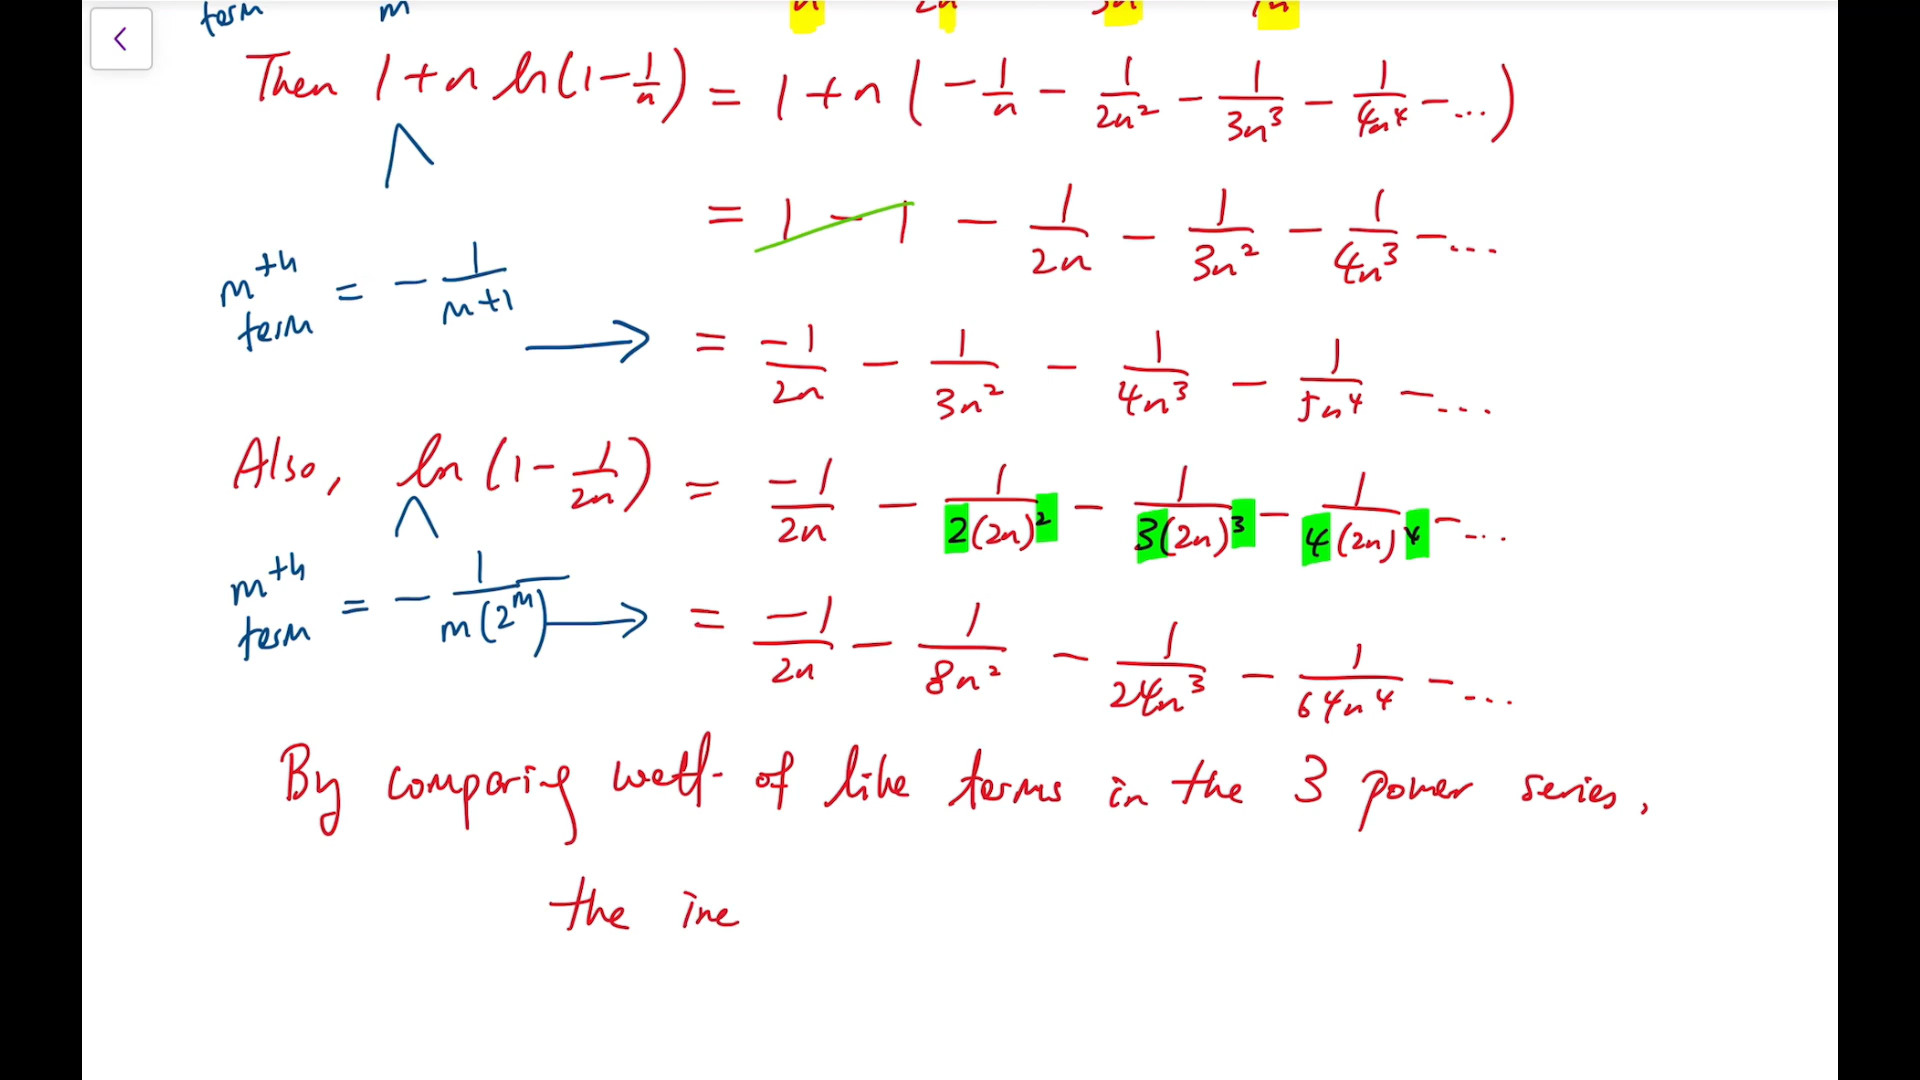 term m
Then 1 + n ln(1 - 1/n) = 1 + n ( - 1/n - 1/2n² - 1/3n³ - 1/4n⁴ - ... )
∧
= 1 - 1 - 1/2n - 1/3n² - 1/4n³ - ...
mth term = - 1/m+1 ⟶ = -1/2n - 1/3n² - 1/4n³ - 1/5n⁴ - ...
Also, ln (1 - 1/2n) = -1/2n - 1/2(2n)² - 1/3(2n)³ - 1/4(2n)⁴ - ...
∧
mth term = - 1/m(2ᵐ) ⟶ = -1/2n - 1/8n² - 1/24n³ - 1/64n⁴ - ...
By comparing coeff. of like terms in the 3 power series,
the ine